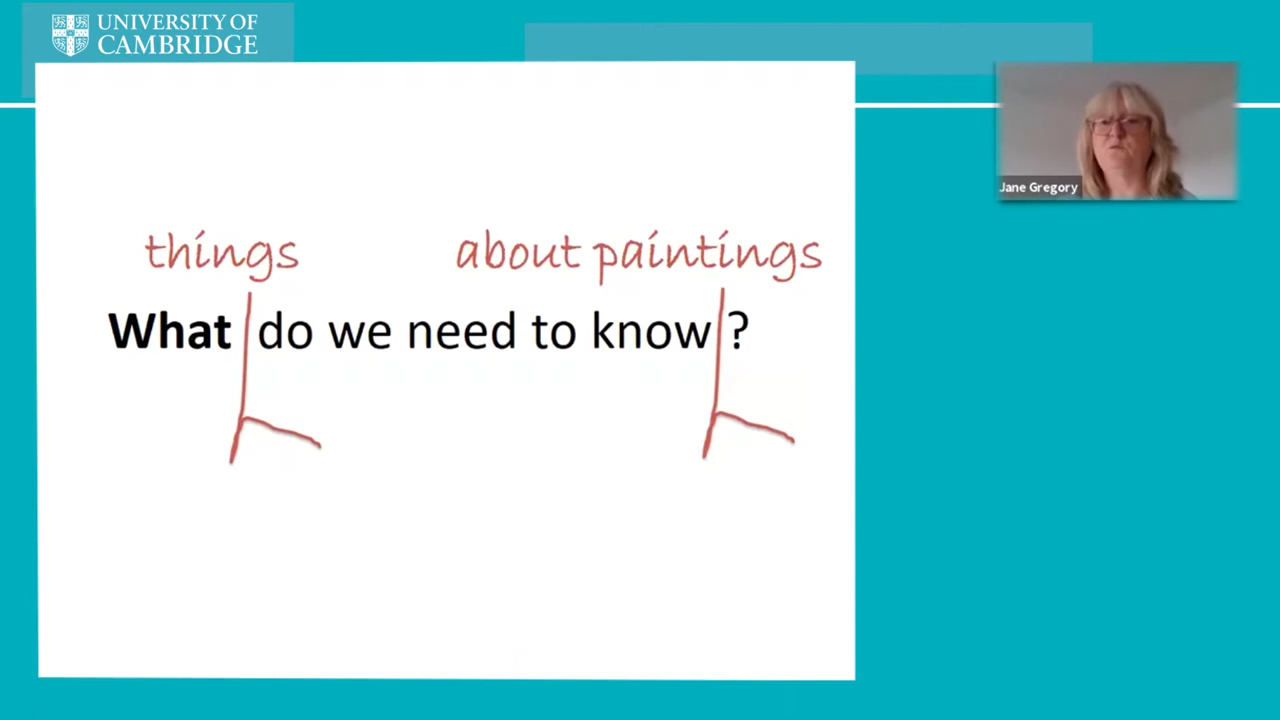 UNIVERSITY OF
CAMBRIDGE
Jane Gregory
things about paintings
What do we need to know ?